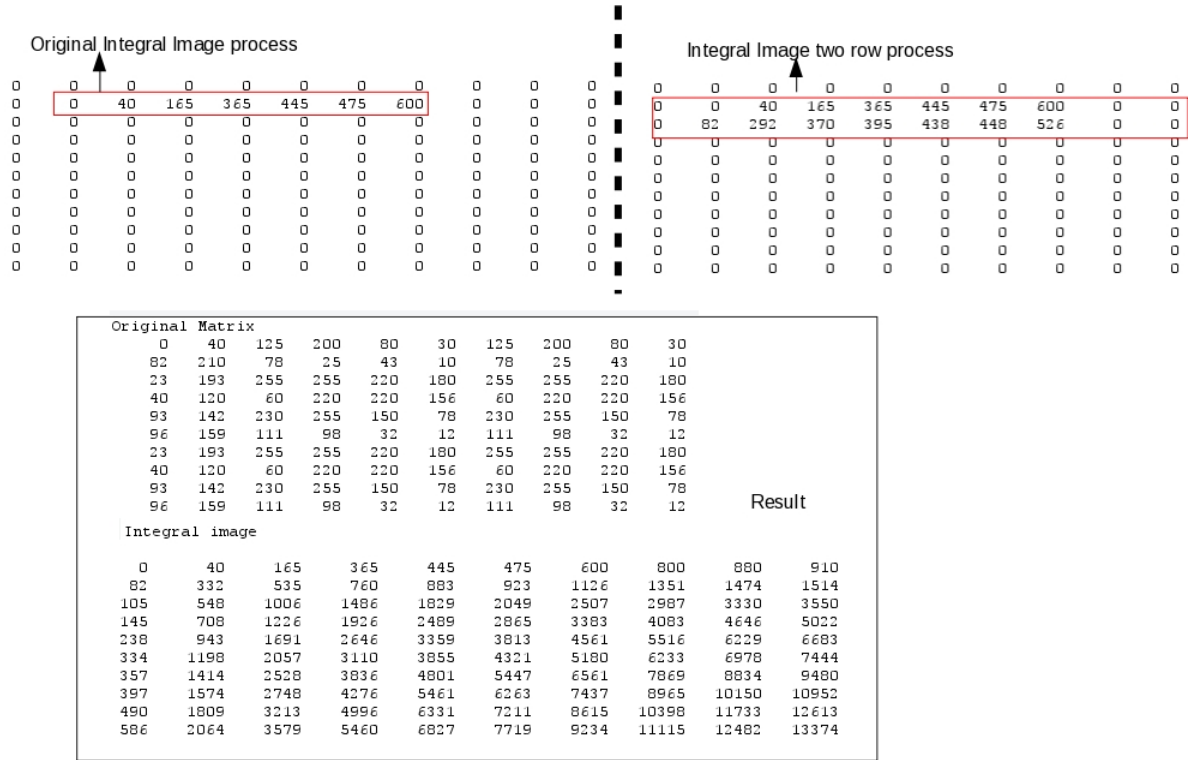 Original Integral Image process
0 0 0 0 0 0 0 0 0 0 0
0 0 40 165 365 445 475 600 0 0 0
0 0 0 0 0 0 0 0 0 0 0
0 0 0 0 0 0 0 0 0 0 0
0 0 0 0 0 0 0 0 0 0 0
0 0 0 0 0 0 0 0 0 0 0
0 0 0 0 0 0 0 0 0 0 0
0 0 0 0 0 0 0 0 0 0 0
0 0 0 0 0 0 0 0 0 0 0
0 0 0 0 0 0 0 0 0 0 0
0 0 0 0 0 0 0 0 0 0 0
Integral Image two row process
0 0 0 0 0 0 0 0 0 0
0 0 40 165 365 445 475 600 0 0
0 82 292 370 395 438 448 526 0 0
0 0 0 0 0 0 0 0 0 0
0 0 0 0 0 0 0 0 0 0
0 0 0 0 0 0 0 0 0 0
0 0 0 0 0 0 0 0 0 0
0 0 0 0 0 0 0 0 0 0
0 0 0 0 0 0 0 0 0 0
0 0 0 0 0 0 0 0 0 0
0 0 0 0 0 0 0 0 0 0
Original Matrix
0 40 125 200 80 30 125 200 80 30
82 210 78 25 43 10 78 25 43 10
23 193 255 255 220 180 255 255 220 180
40 120 60 220 220 156 60 220 220 156
93 142 230 255 150 78 230 255 150 78
96 159 111 98 32 12 111 98 32 12
23 193 255 255 220 180 255 255 220 180
40 120 60 220 220 156 60 220 220 156
93 142 230 255 150 78 230 255 150 78
96 159 111 98 32 12 111 98 32 12
Result
Integral image
0 40 165 365 445 475 600 800 880 910
82 332 535 760 883 923 1126 1351 1474 1514
105 548 1006 1486 1829 2049 2507 2987 3330 3550
145 708 1226 1926 2489 2865 3383 4083 4646 5022
238 943 1691 2646 3359 3813 4561 5516 6229 6683
334 1198 2057 3110 3855 4321 5180 6233 6978 7444
357 1414 2528 3836 4801 5447 6561 7869 8834 9480
397 1574 2748 4276 5461 6263 7437 8965 10150 10952
490 1809 3213 4996 6331 7211 8615 10398 11733 12613
586 2064 3579 5460 6827 7719 9234 11115 12482 13374